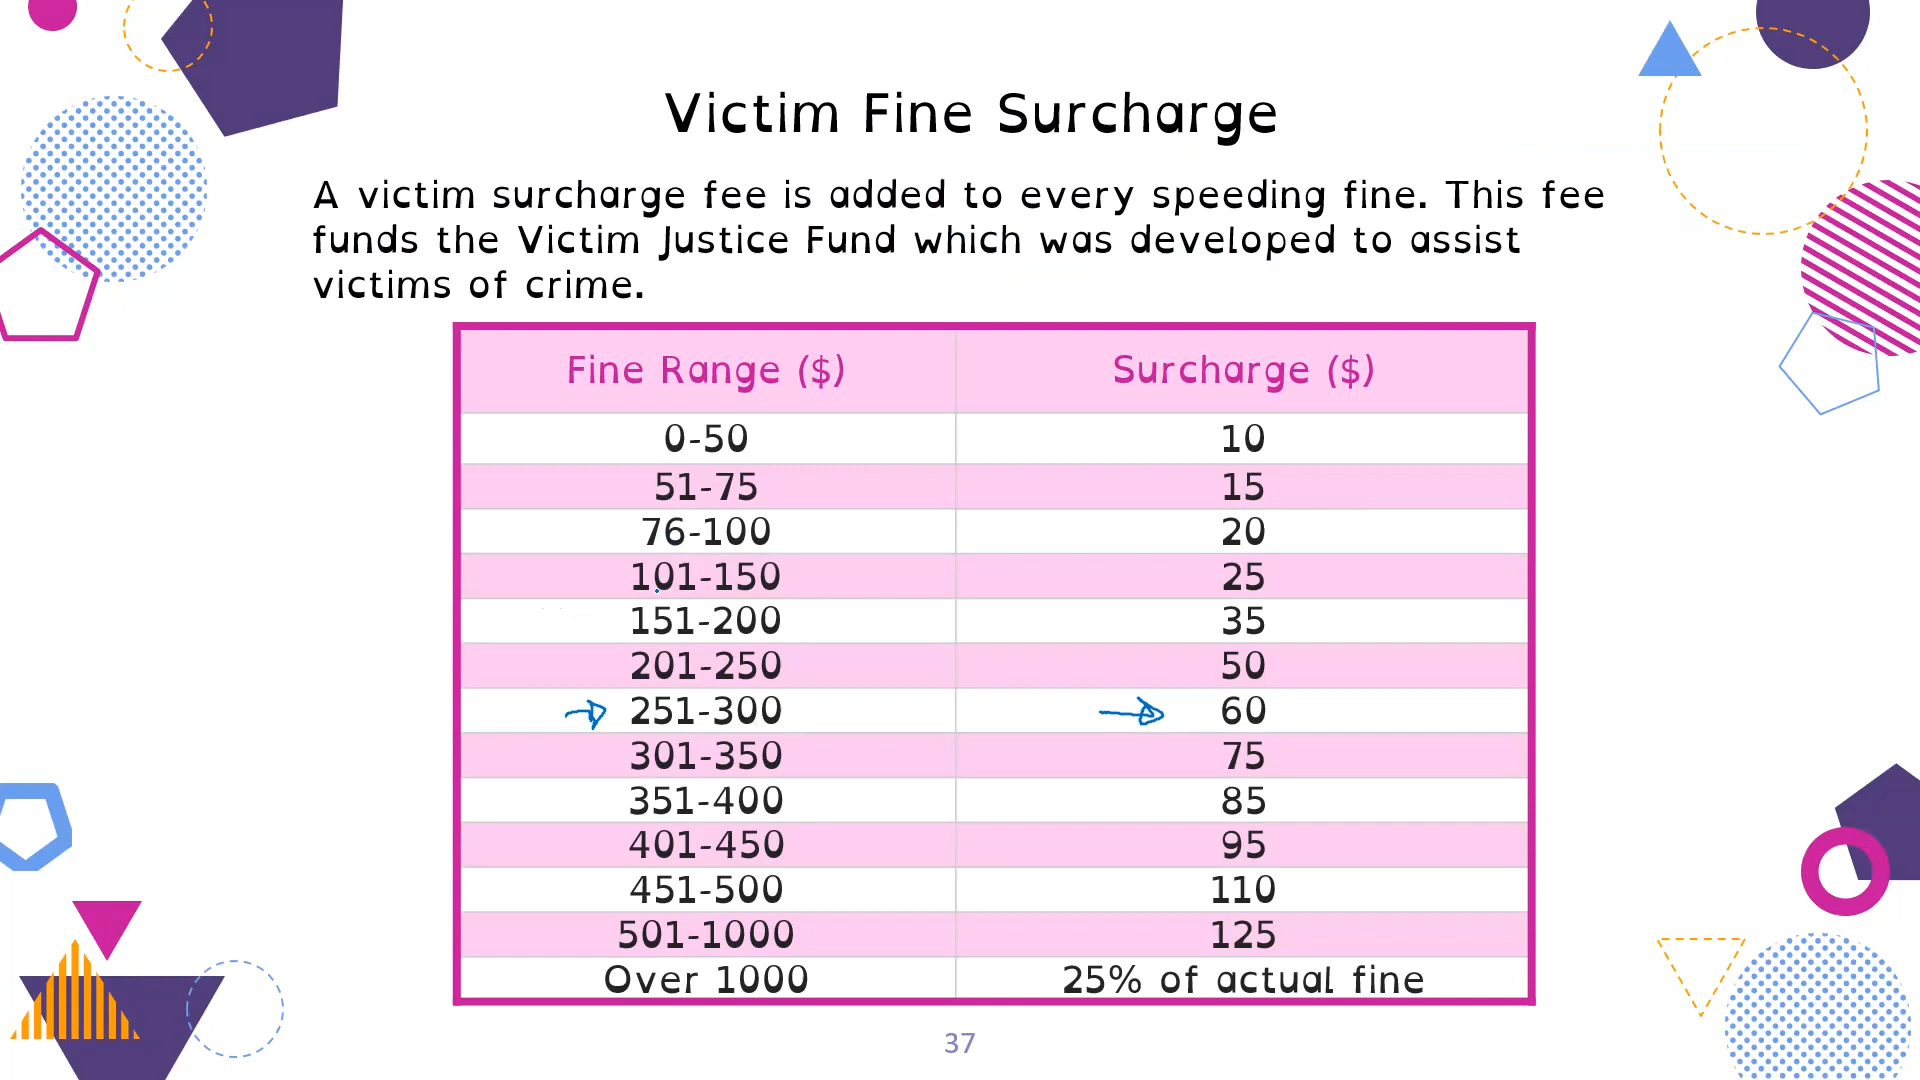 Victim Fine Surcharge
A victim surcharge fee is added to every speeding fine. This fee
funds the Victim Justice Fund which was developed to assist
victims of crime.
Fine Range ($) Surcharge ($)
0-50 10
51-75 15
76-100 20
101-150 25
151-200 35
201-250 50
251-300 60
301-350 75
351-400 85
401-450 95
451-500 110
501-1000 125
Over 1000 25% of actual fine
37